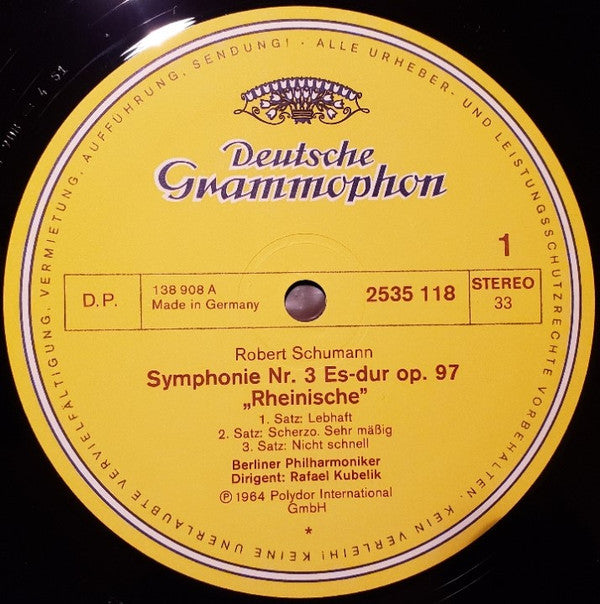 ALLE URHEBER- UND LEISTUNGSSCHUTZRECHTE VORBEHALTEN. KEIN VERLEIH! KEINE UNERLAUBTE VERVIELFÄLTIGUNG, VERMIETUNG, AUFFÜHRUNG, SENDUNG! ·
Deutsche
Grammophon
1
D.P.
138 908 A
Made in Germany
2535 118
STEREO
33
Robert Schumann
Symphonie Nr. 3 Es-dur op. 97
„Rheinische”
1. Satz: Lebhaft
2. Satz: Scherzo. Sehr mäßig
3. Satz: Nicht schnell
Berliner Philharmoniker
Dirigent: Rafael Kubelik
Ⓟ 1964 Polydor International
GmbH
*